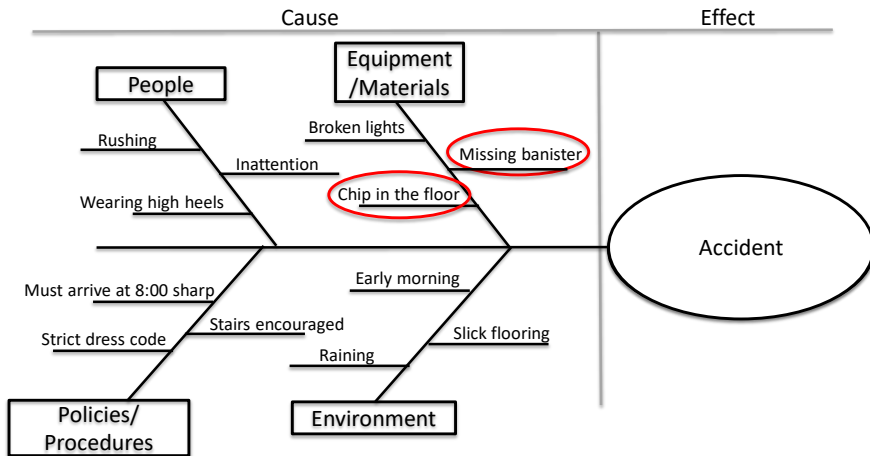 Cause
Effect
People
Equipment
/Materials
Rushing
Inattention
Wearing high heels
Broken lights
Missing banister
Chip in the floor
Accident
Must arrive at 8:00 sharp
Stairs encouraged
Strict dress code
Early morning
Slick flooring
Raining
Policies/
Procedures
Environment